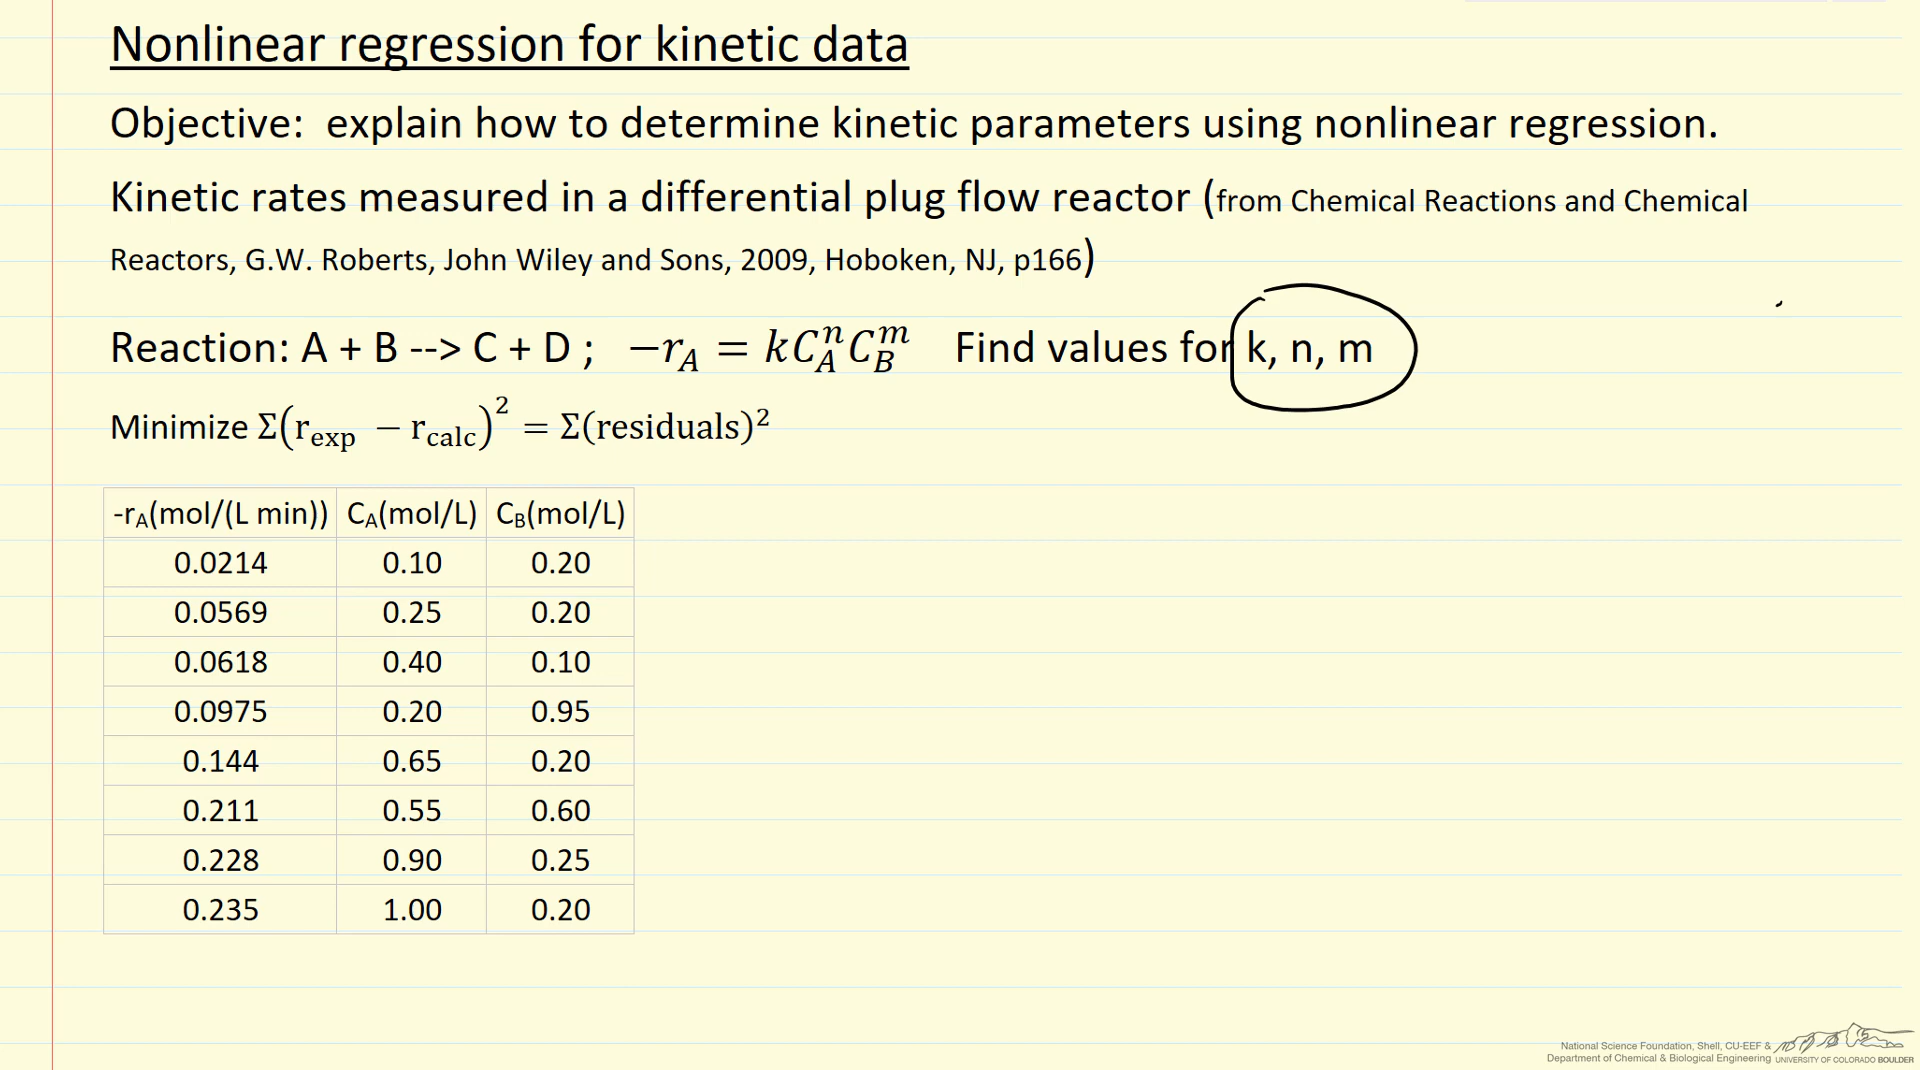 Nonlinear regression for kinetic data
Objective:  explain how to determine kinetic parameters using nonlinear regression.
Kinetic rates measured in a differential plug flow reactor (from Chemical Reactions and Chemical
Reactors, G.W. Roberts, John Wiley and Sons, 2009, Hoboken, NJ, p166)
Reaction: A + B --> C + D ;   −r_A = kC_A^n C_B^m   Find values for k, n, m
Minimize Σ(r_exp − r_calc)^2 = Σ(residuals)^2
-r_A(mol/(L min)) C_A(mol/L) C_B(mol/L)
0.0214 0.10 0.20
0.0569 0.25 0.20
0.0618 0.40 0.10
0.0975 0.20 0.95
0.144 0.65 0.20
0.211 0.55 0.60
0.228 0.90 0.25
0.235 1.00 0.20
National Science Foundation, Shell, CU-EEF &
Department of Chemical & Biological Engineering UNIVERSITY OF COLORADO BOULDER